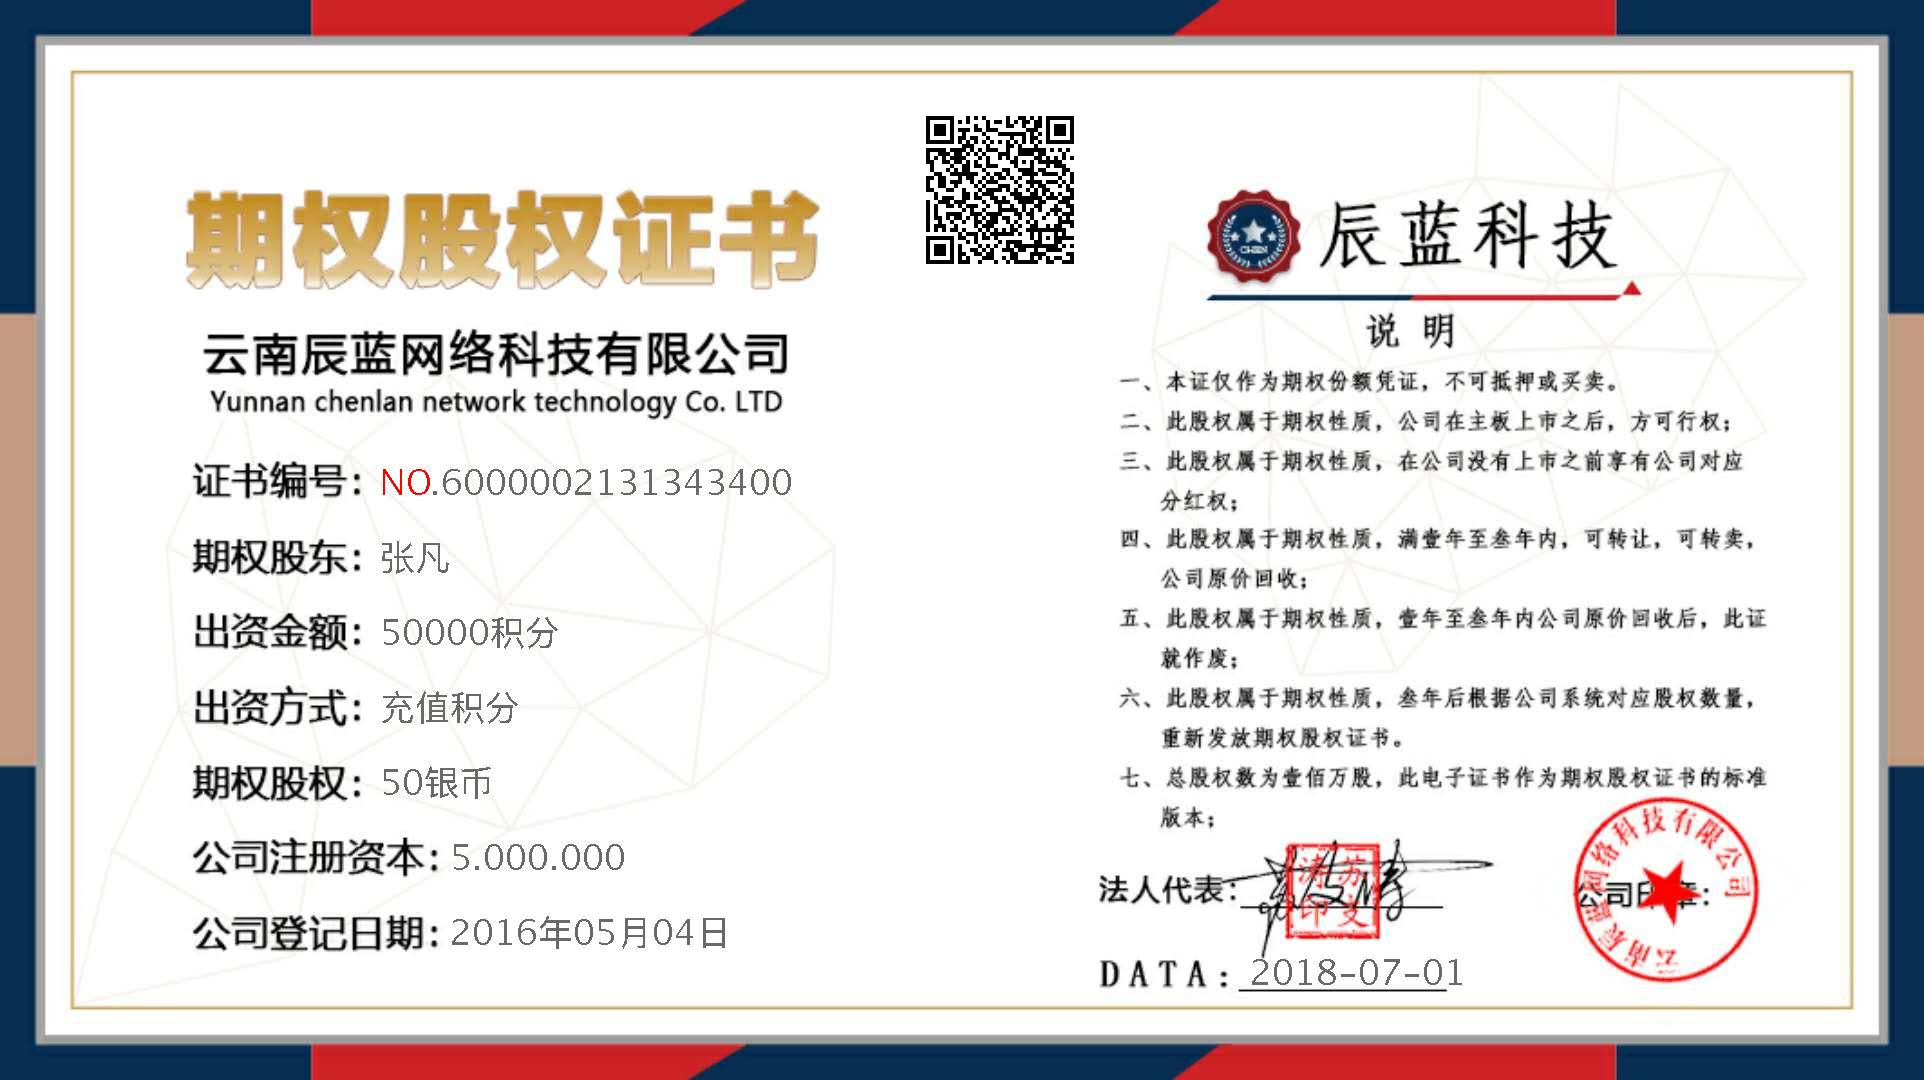 期权股权证书
云南辰蓝网络科技有限公司
Yunnan chenlan network technology Co. LTD
证书编号：NO.6000002131343400
期权股东：张凡
出资金额：50000积分
出资方式：充值积分
期权股权：50银币
公司注册资本：5.000.000
公司登记日期：2016年05月04日
CHEN
辰蓝科技
说 明
一、本证仅作为期权份额凭证，不可抵押或买卖。
二、此股权属于期权性质，公司在主板上市之后，方可行权；
三、此股权属于期权性质，在公司没有上市之前享有公司对应
分红权；
四、此股权属于期权性质，满壹年至叁年内，可转让，可转卖，
公司原价回收；
五、此股权属于期权性质，壹年至叁年内公司原价回收后，此证
就作废；
六、此股权属于期权性质，叁年后根据公司系统对应股权数量，
重新发放期权股权证书。
七、总股权数为壹佰万股，此电子证书作为期权股权证书的标准
版本；
法人代表：
苏支涛印
公司印章：
云南辰蓝网络科技有限公司
DATA：2018-07-01